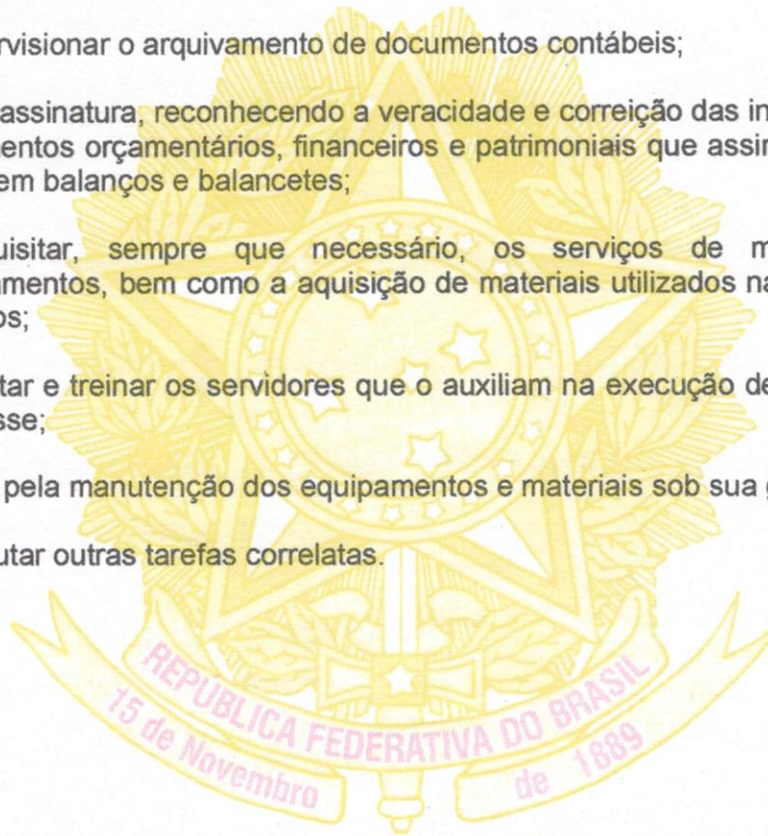 rvisionar o arquivamento de documentos contábeis;
assinatura, reconhecendo a veracidade e correição das in
entos orçamentários, financeiros e patrimoniais que assin
em balanços e balancetes;
uisitar, sempre que necessário, os serviços de m
amentos, bem como a aquisição de materiais utilizados na
os;
tar e treinar os servidores que o auxiliam na execução de
sse;
pela manutenção dos equipamentos e materiais sob sua g
utar outras tarefas correlatas.
REPÚBLICA FEDERATIVA DO BRASIL
15 de Novembro de 1889